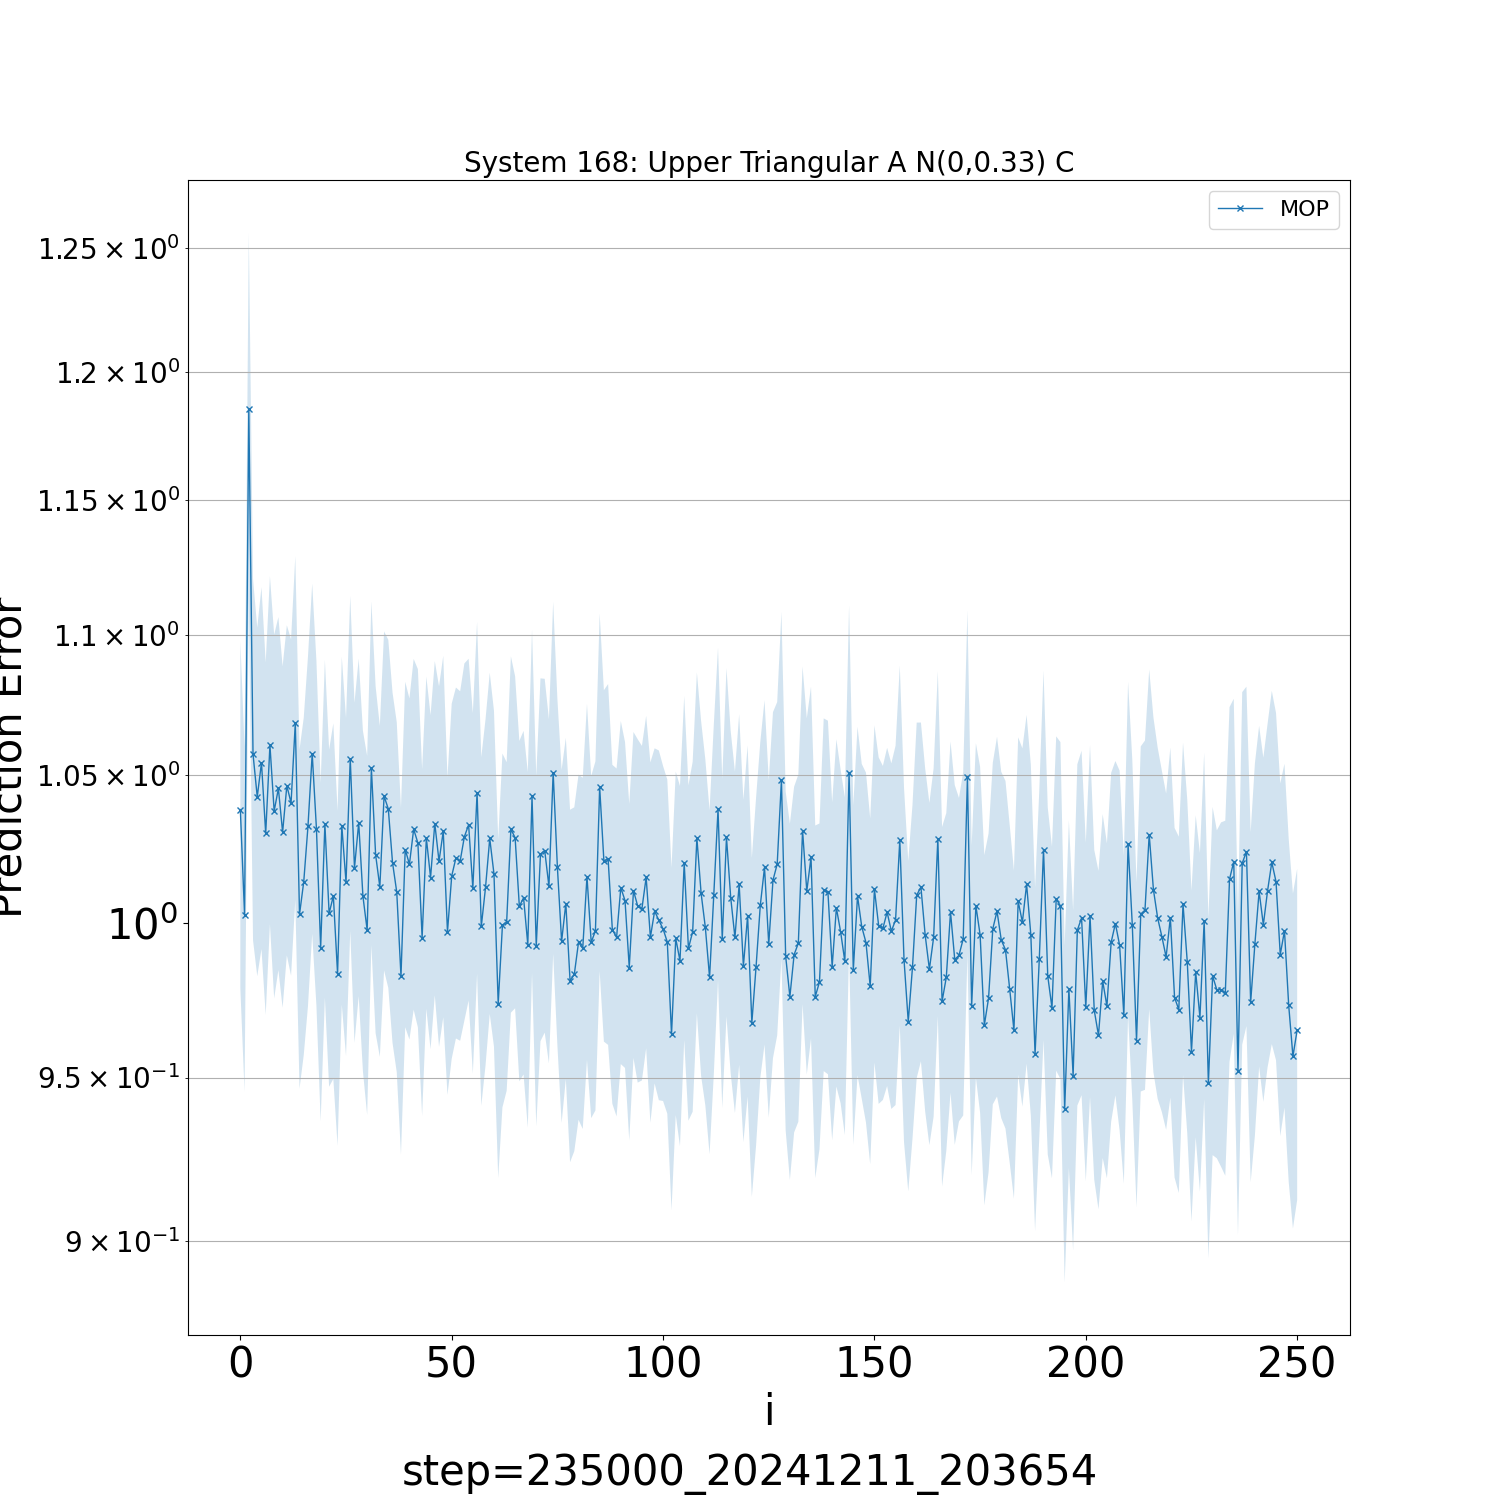 System 168: Upper Triangular A N(0,0.33) C
MOP
1.25 × 10⁰
1.2 × 10⁰
1.15 × 10⁰
1.1 × 10⁰
1.05 × 10⁰
10⁰
9.5 × 10⁻¹
9 × 10⁻¹
Prediction Error
0 50 100 150 200 250
i
step=235000_20241211_203654